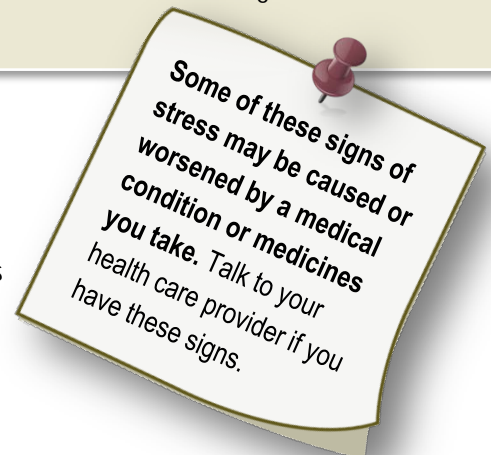 Some of these signs of
stress may be caused or
worsened by a medical
condition or medicines
you take. Talk to your
health care provider if you
have these signs.